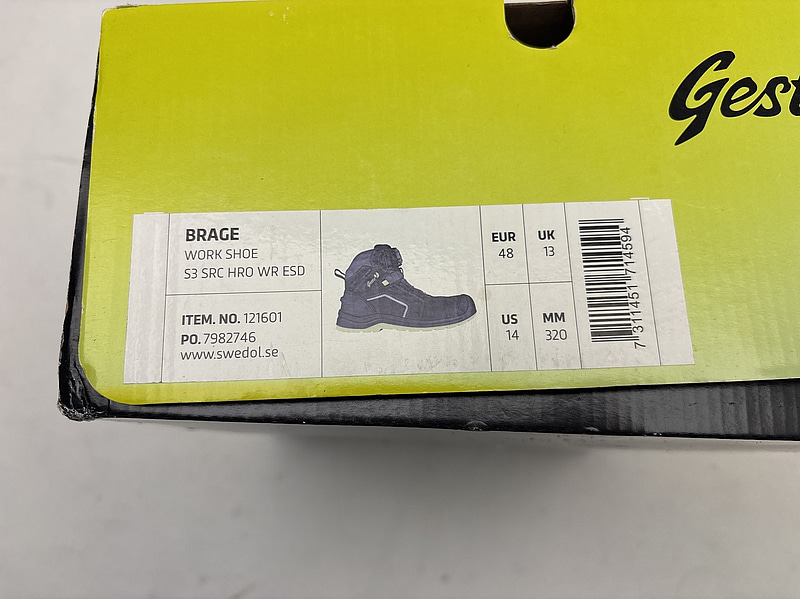 Gest
BRAGE
WORK SHOE
S3 SRC HRO WR ESD
ITEM. NO. 121601
PO. 7982746
www.swedol.se
EUR
48
UK
13
US
14
MM
320
7 311451 714594